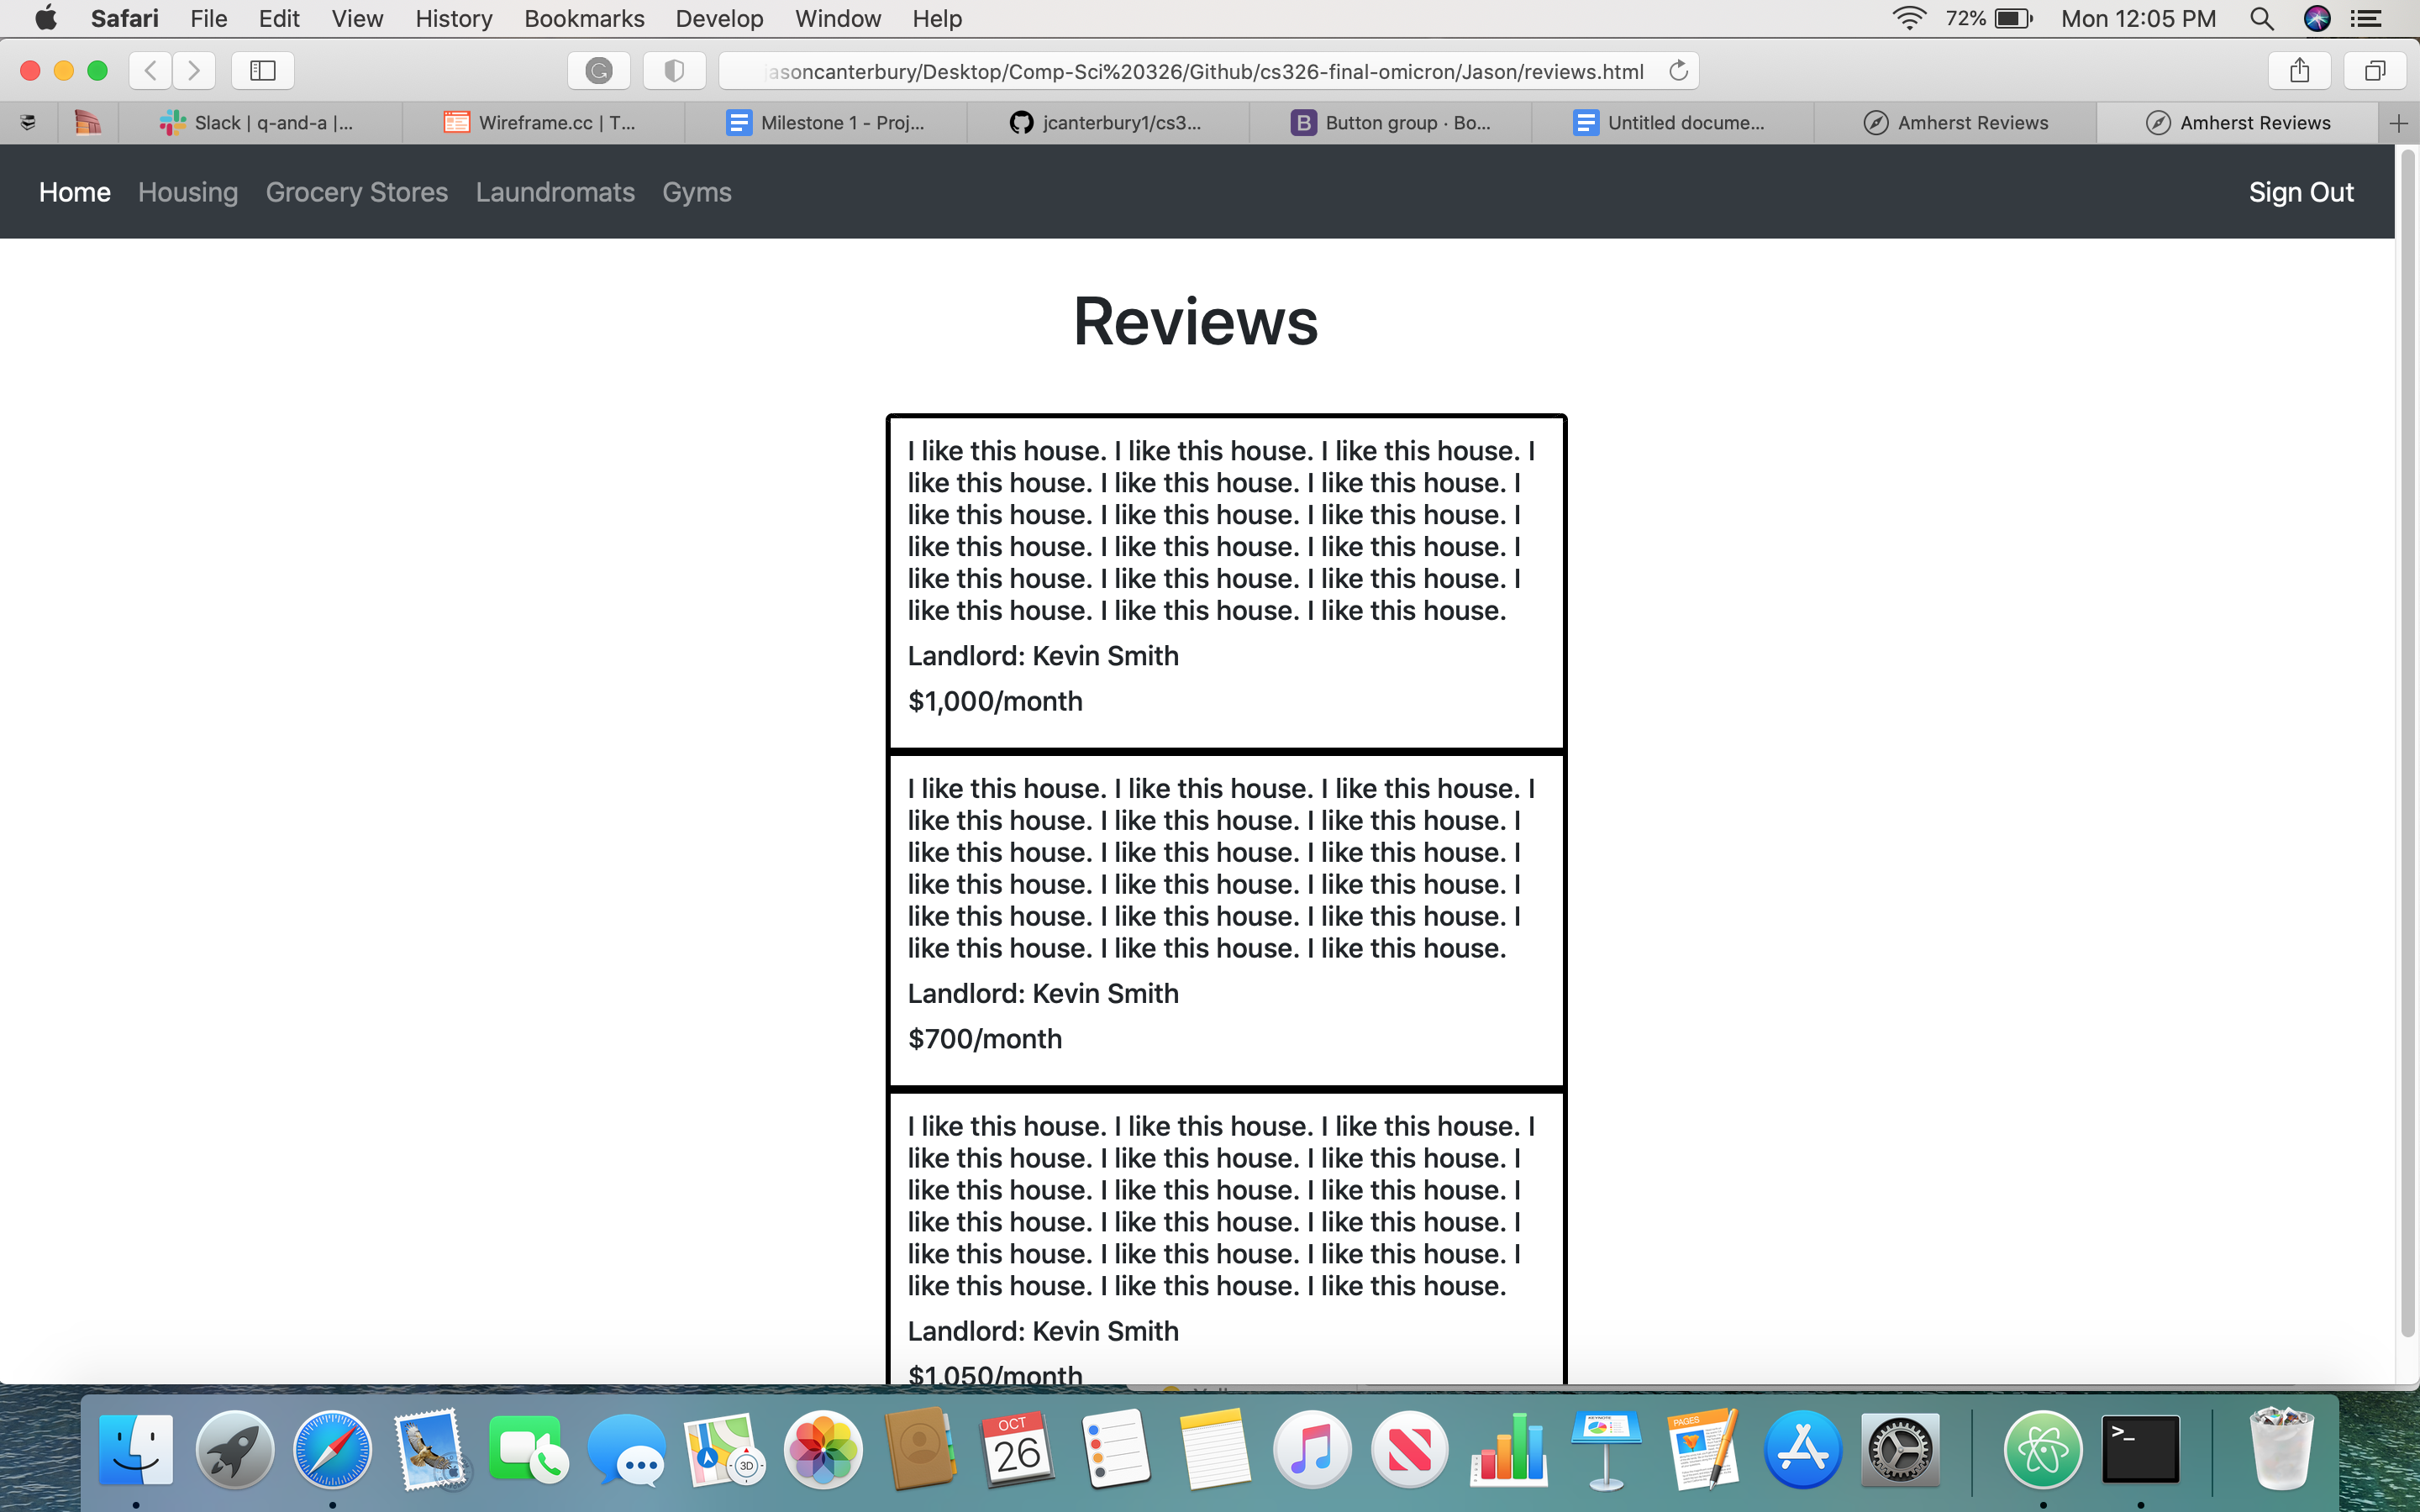 Safari File Edit View History Bookmarks Develop Window Help 72% Mon 12:05 PM
asoncanterbury/Desktop/Comp-Sci%20326/Github/cs326-final-omicron/Jason/reviews.html
Slack | q-and-a |... Wireframe.cc | T... Milestone 1 - Proj... jcanterbury1/cs3... B Button group · Bo... Untitled docume... Amherst Reviews Amherst Reviews
Home Housing Grocery Stores Laundromats Gyms Sign Out
Reviews
I like this house. I like this house. I like this house. I
like this house. I like this house. I like this house. I
like this house. I like this house. I like this house. I
like this house. I like this house. I like this house. I
like this house. I like this house. I like this house. I
like this house. I like this house. I like this house.
Landlord: Kevin Smith
$1,000/month
I like this house. I like this house. I like this house. I
like this house. I like this house. I like this house. I
like this house. I like this house. I like this house. I
like this house. I like this house. I like this house. I
like this house. I like this house. I like this house. I
like this house. I like this house. I like this house.
Landlord: Kevin Smith
$700/month
I like this house. I like this house. I like this house. I
like this house. I like this house. I like this house. I
like this house. I like this house. I like this house. I
like this house. I like this house. I like this house. I
like this house. I like this house. I like this house. I
like this house. I like this house. I like this house.
Landlord: Kevin Smith
$1,050/month
3D
OCT
26
KEYNOTE
PAGES
>_